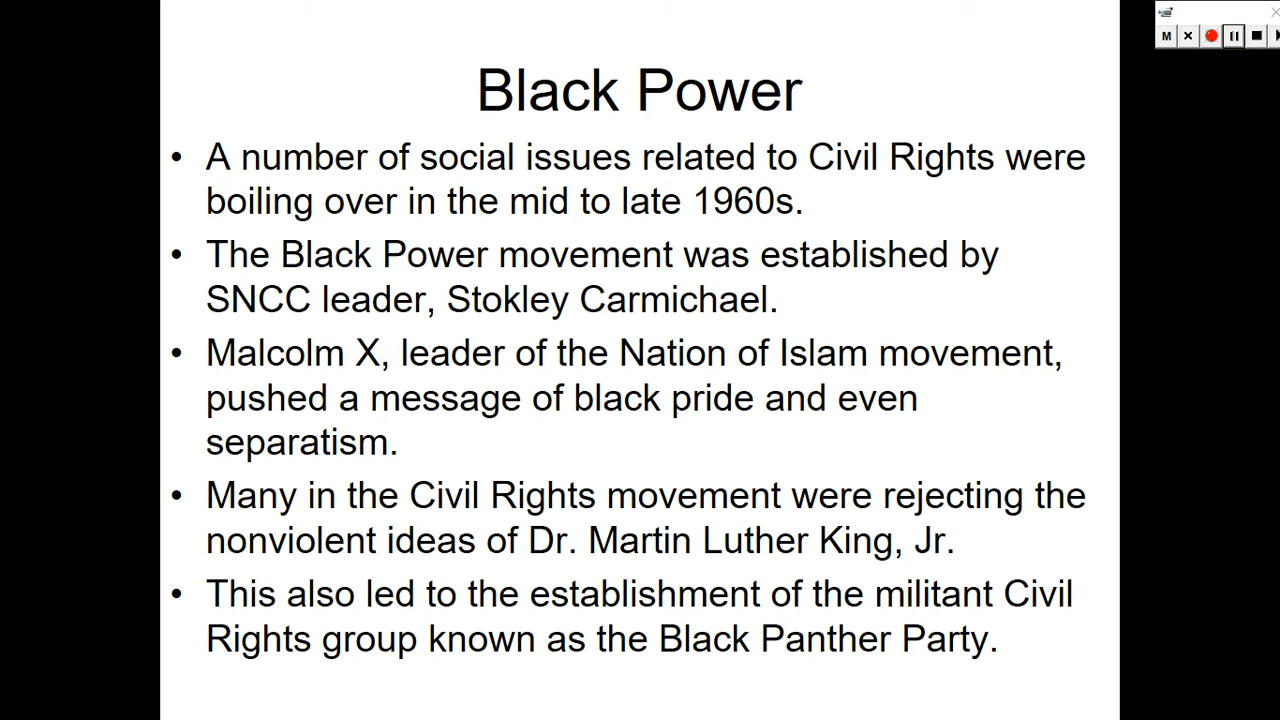 Black Power
• A number of social issues related to Civil Rights were
boiling over in the mid to late 1960s.
• The Black Power movement was established by
SNCC leader, Stokley Carmichael.
• Malcolm X, leader of the Nation of Islam movement,
pushed a message of black pride and even
separatism.
• Many in the Civil Rights movement were rejecting the
nonviolent ideas of Dr. Martin Luther King, Jr.
• This also led to the establishment of the militant Civil
Rights group known as the Black Panther Party.
M